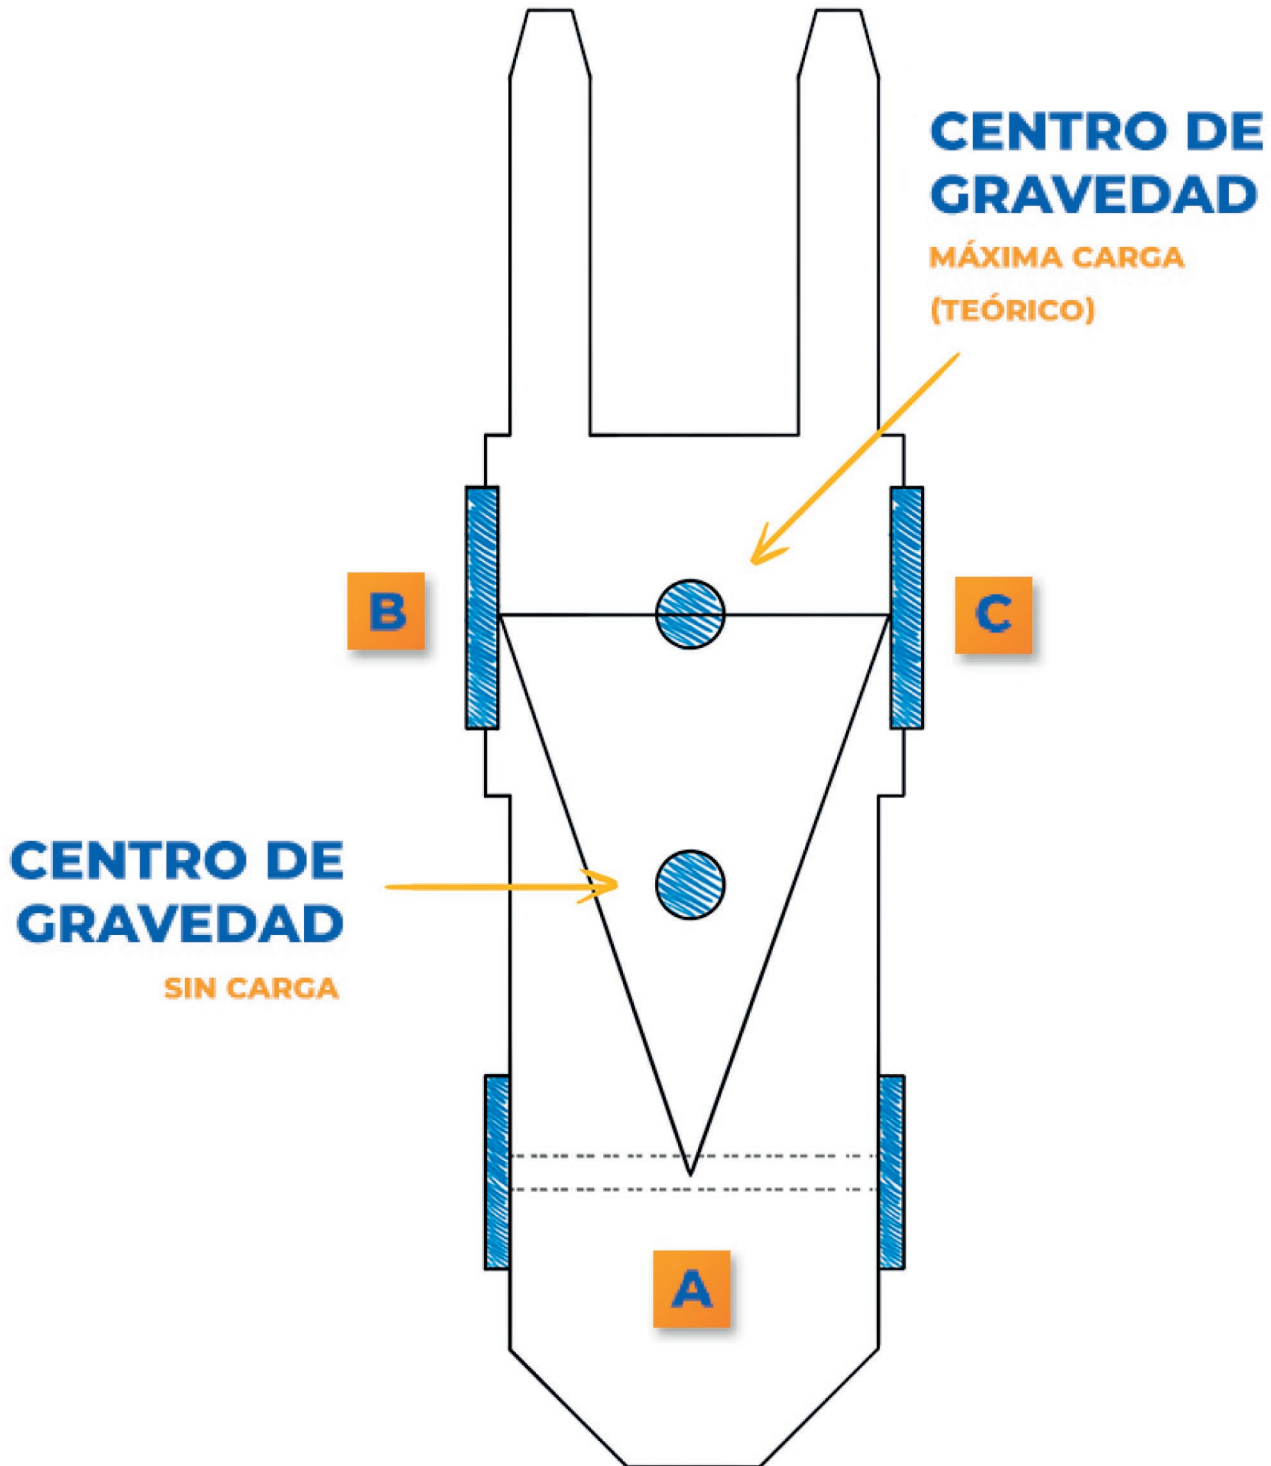 CENTRO DE
GRAVEDAD
MÁXIMA CARGA
(TEÓRICO)
B
C
CENTRO DE
GRAVEDAD
SIN CARGA
A